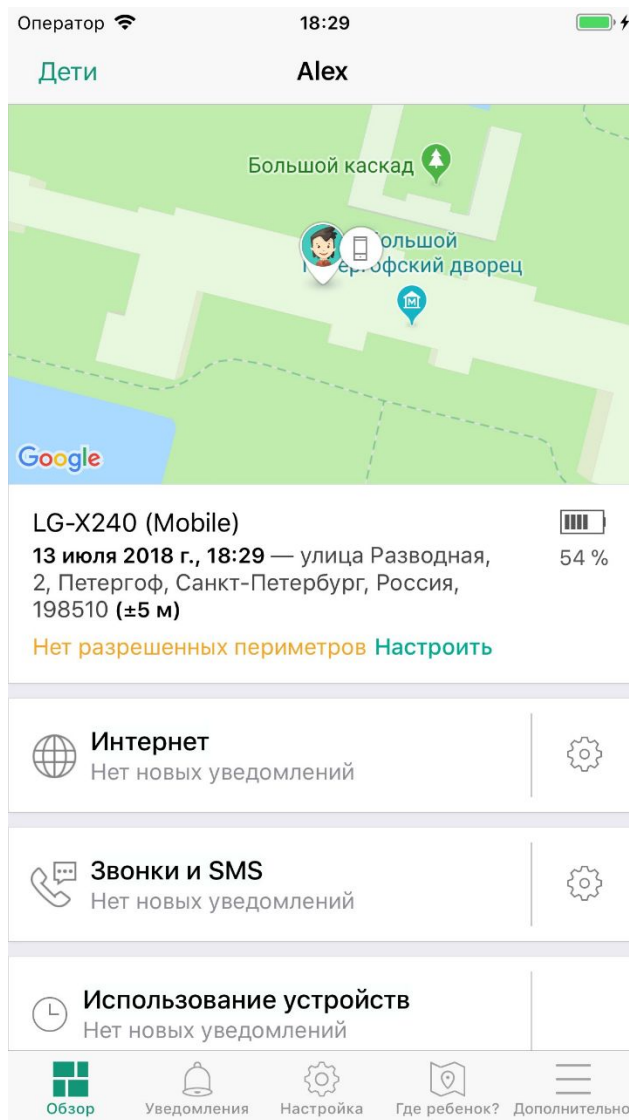 Оператор 18:29
Дети Alex
Большой каскад
ольшой
ергофский дворец
М
Google
LG-X240 (Mobile)
13 июля 2018 г., 18:29 — улица Разводная,
54 %
2, Петергоф, Санкт-Петербург, Россия,
198510 (±5 м)
Нет разрешенных периметров Настроить
Интернет
Нет новых уведомлений
Звонки и SMS
Нет новых уведомлений
Использование устройств
Нет новых уведомлений
Обзор Уведомления Настройка Где ребенок? Дополнительно